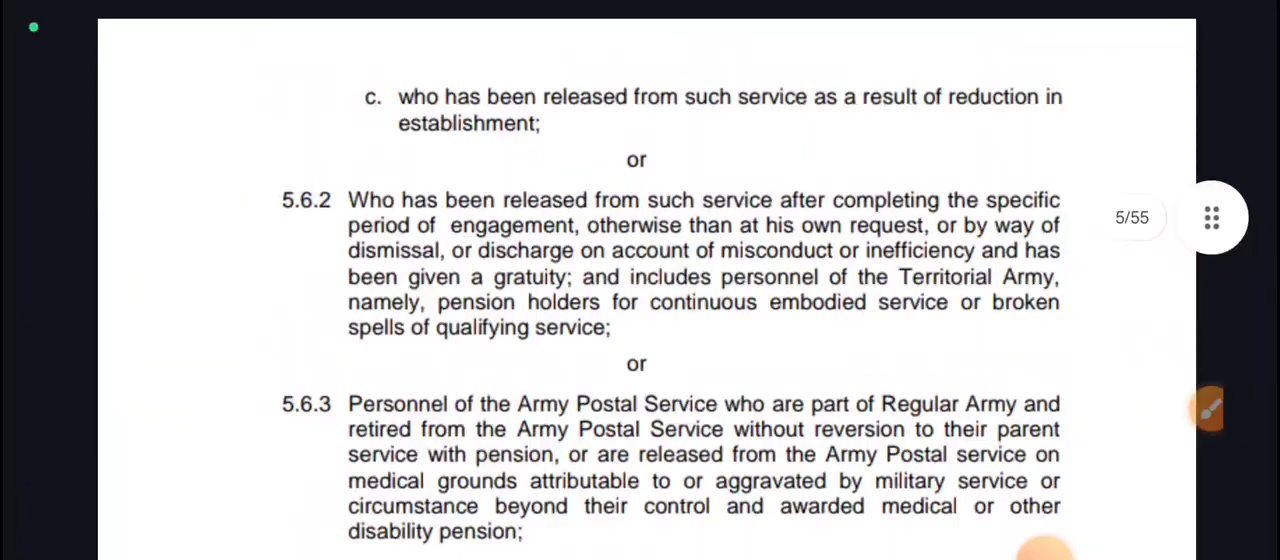 c. who has been released from such service as a result of reduction in
establishment;
or
5.6.2 Who has been released from such service after completing the specific
period of engagement, otherwise than at his own request, or by way of
dismissal, or discharge on account of misconduct or inefficiency and has
been given a gratuity; and includes personnel of the Territorial Army,
namely, pension holders for continuous embodied service or broken
spells of qualifying service;
or
5.6.3 Personnel of the Army Postal Service who are part of Regular Army and
retired from the Army Postal Service without reversion to their parent
service with pension, or are released from the Army Postal service on
medical grounds attributable to or aggravated by military service or
circumstance beyond their control and awarded medical or other
disability pension;
5/55